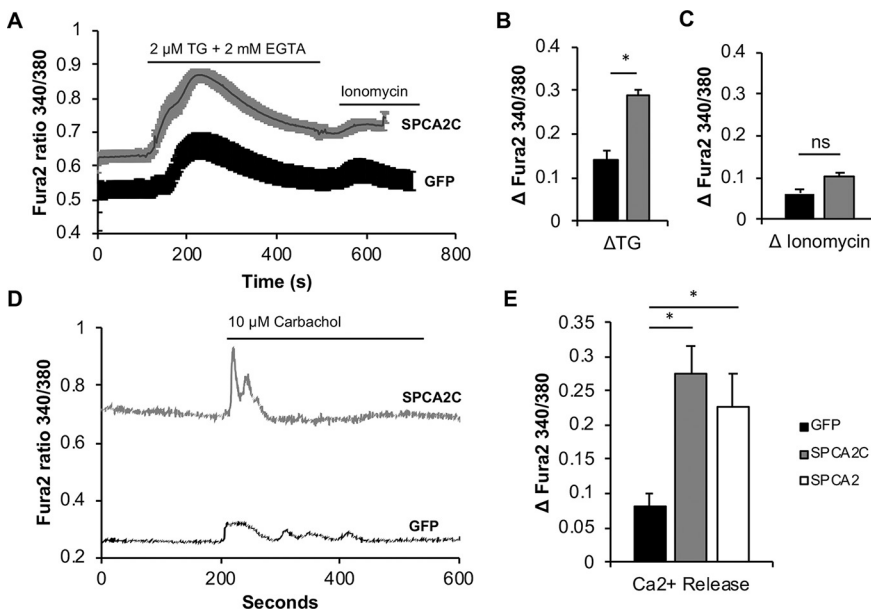 A
Fura2 ratio 340/380
1
0.9
0.8
0.7
0.6
0.5
0.4
0
200
400
600
800
Time (s)
2 µM TG + 2 mM EGTA
Ionomycin
SPCA2C
GFP
B
Δ Fura2 340/380
0.4
0.3
0.2
0.1
0
*
ΔTG
C
Δ Fura2 340/380
0.4
0.3
0.2
0.1
0
ns
Δ Ionomycin
D
Fura2 ratio 340/380
1
0.8
0.6
0.4
0.2
0
200
400
600
Seconds
10 µM Carbachol
SPCA2C
GFP
E
Δ Fura2 340/380
0.35
0.3
0.25
0.2
0.15
0.1
0.05
0
*
*
Ca2+ Release
GFP
SPCA2C
SPCA2